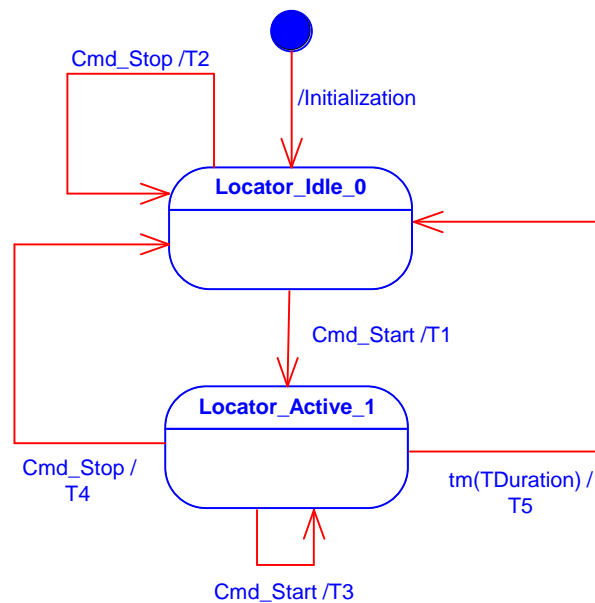 Cmd_Stop /T2
/Initialization
Locator_Idle_0
Cmd_Start /T1
Locator_Active_1
Cmd_Stop /
T4
tm(TDuration) /
T5
Cmd_Start /T3